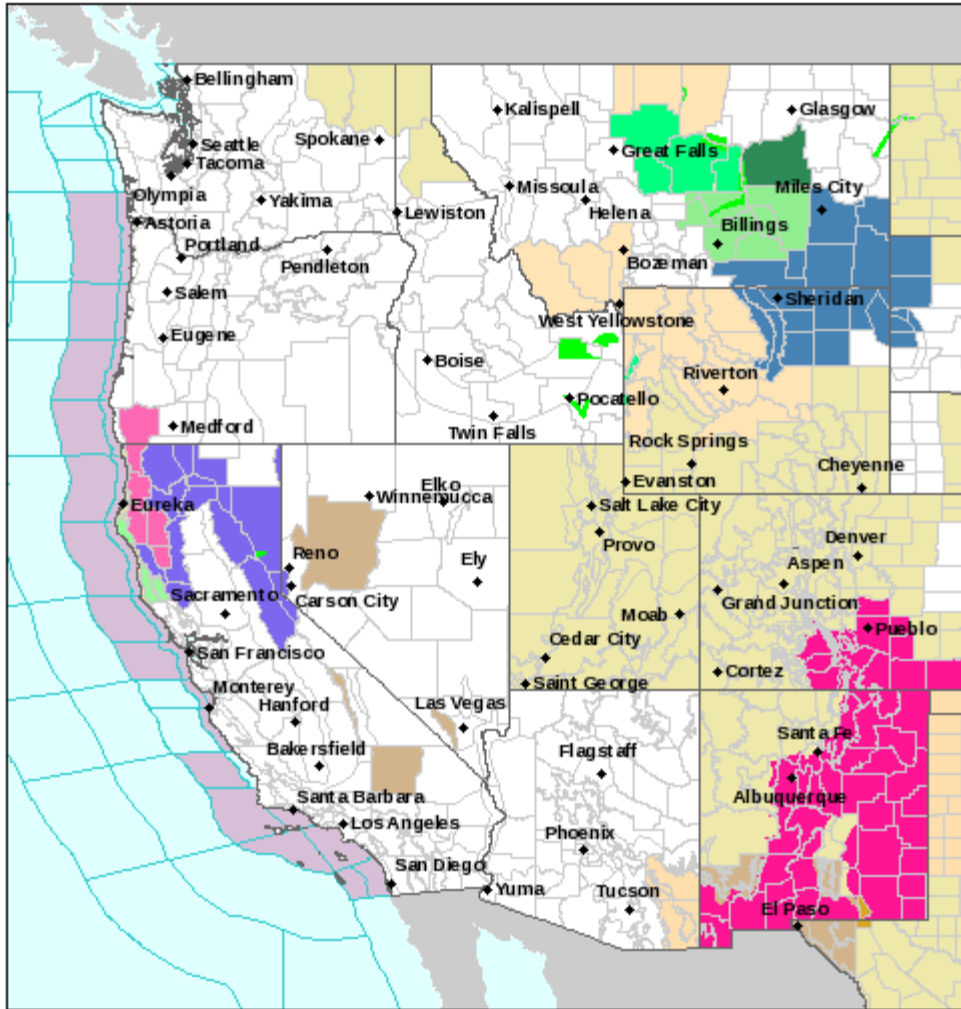 Bellingham
Kalispell
Glasgow
Spokane
Seattle
Great Falls
Tacoma
Olympia
Missoula
Miles City
Yakima
Helena
Lewiston
Astoria
Billings
Portland
Pendleton
Bozeman
Salem
Sheridan
West Yellowstone
Eugene
Boise
Riverton
Pocatello
Medford
Twin Falls
Rock Springs
Cheyenne
Elko
Evanston
Winnemucca
Eureka
Salt Lake City
Provo
Denver
Reno
Ely
Aspen
Sacramento
Carson City
Grand Junction
Moab
Pueblo
Cedar City
San Francisco
Cortez
Saint George
Monterey
Hanford
Las Vegas
Santa Fe
Bakersfield
Flagstaff
Albuquerque
Santa Barbara
Los Angeles
Phoenix
San Diego
Yuma
Tucson
El Paso